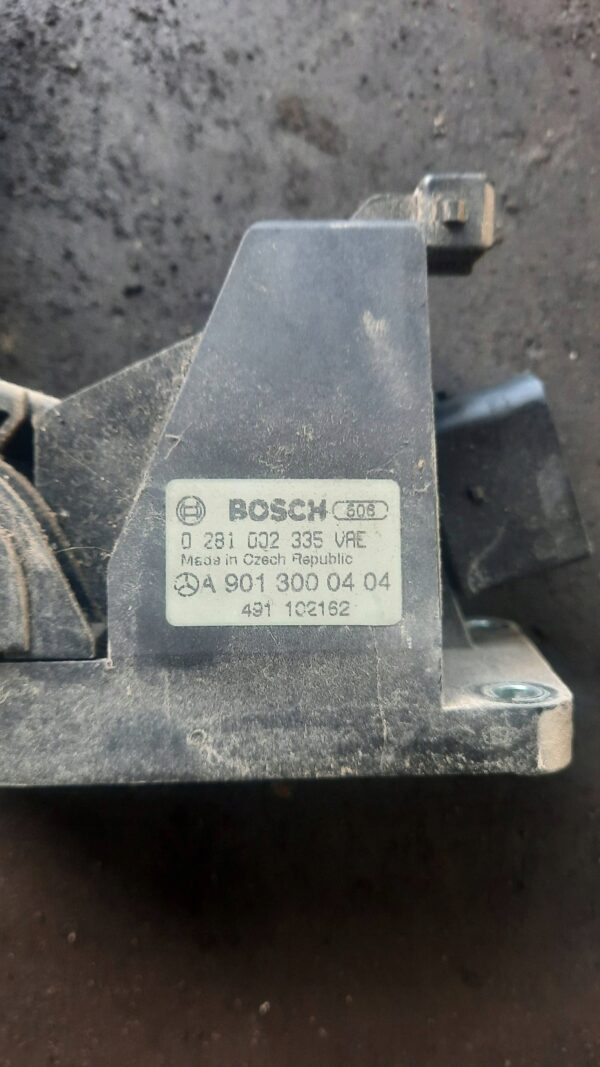 BOSCH 506
0 281 002 335 VAE
Made in Czech Republic
A 901 300 04 04
491 102162